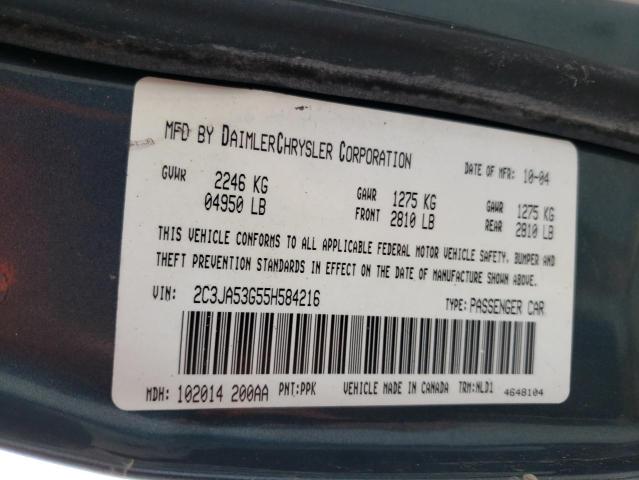 MFD BY DAIMLERCHRYSLER CORPORATION DATE OF MFR: 10-04
GVWR 2246 KG GAWR 1275 KG GAWR 1275 KG
04950 LB FRONT 2810 LB REAR 2810 LB
THIS VEHICLE CONFORMS TO ALL APPLICABLE FEDERAL MOTOR VEHICLE SAFETY, BUMPER AND
THEFT PREVENTION STANDARDS IN EFFECT ON THE DATE OF MANUFACTURE SHOWN ABOVE.
VIN: 2C3JA53G55H584216 TYPE: PASSENGER CAR
MDH: 102014 200AA PNT:PPK VEHICLE MADE IN CANADA TRM:NLD1 4648104